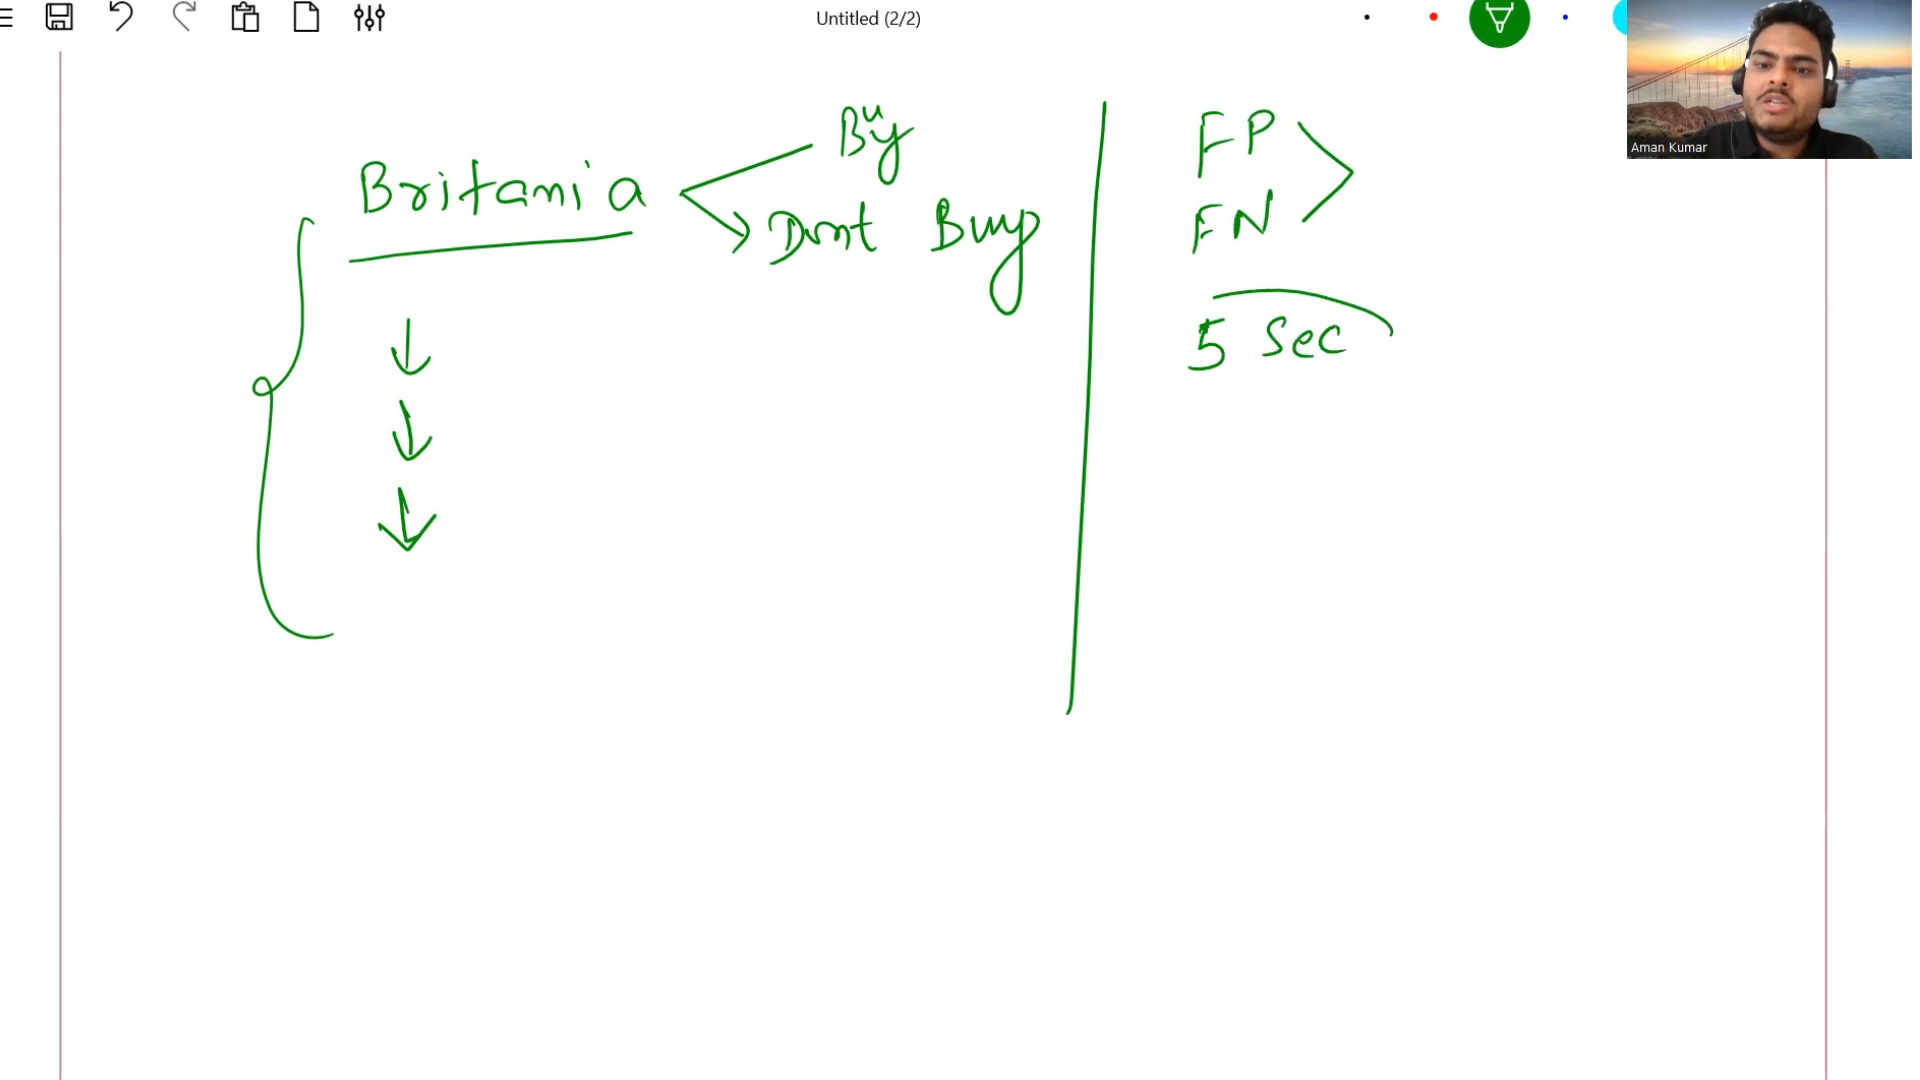 Untitled (2/2)
Aman Kumar
Britania
Buy
Dont Buy
FP
FN
5 Sec